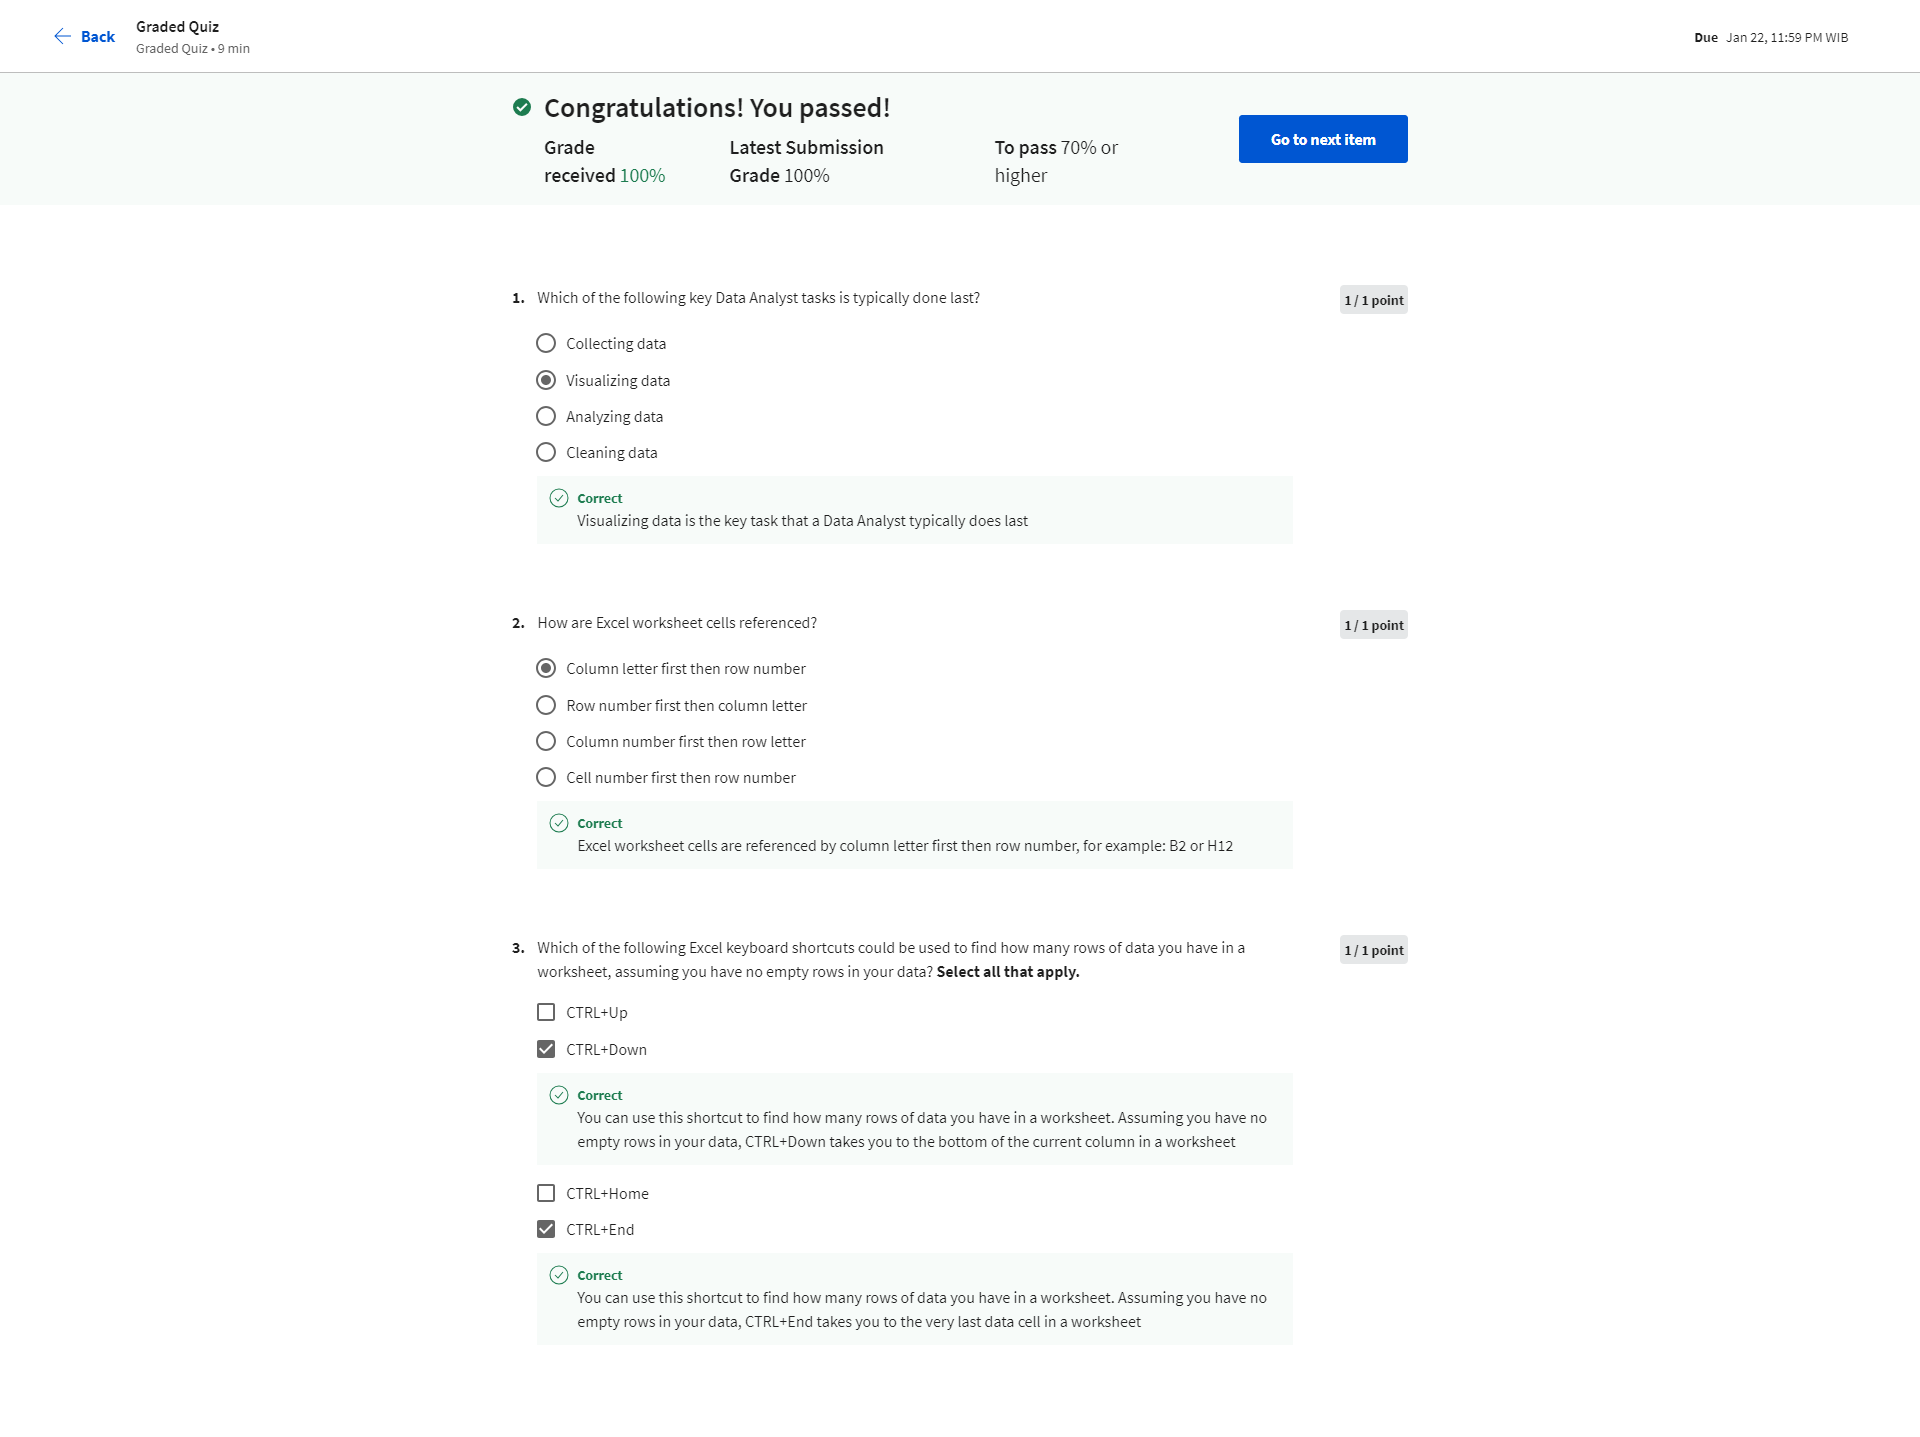 Back
Graded Quiz
Graded Quiz • 9 min
Due Jan 22, 11:59 PM WIB
Congratulations! You passed!
Grade received 100%
Latest Submission Grade 100%
To pass 70% or higher
Go to next item
1. Which of the following key Data Analyst tasks is typically done last?
1 / 1 point
Collecting data
Visualizing data
Analyzing data
Cleaning data
Correct
Visualizing data is the key task that a Data Analyst typically does last
2. How are Excel worksheet cells referenced?
1 / 1 point
Column letter first then row number
Row number first then column letter
Column number first then row letter
Cell number first then row number
Correct
Excel worksheet cells are referenced by column letter first then row number, for example: B2 or H12
3. Which of the following Excel keyboard shortcuts could be used to find how many rows of data you have in a
worksheet, assuming you have no empty rows in your data? Select all that apply.
1 / 1 point
CTRL+Up
CTRL+Down
Correct
You can use this shortcut to find how many rows of data you have in a worksheet. Assuming you have no
empty rows in your data, CTRL+Down takes you to the bottom of the current column in a worksheet
CTRL+Home
CTRL+End
Correct
You can use this shortcut to find how many rows of data you have in a worksheet. Assuming you have no
empty rows in your data, CTRL+End takes you to the very last data cell in a worksheet